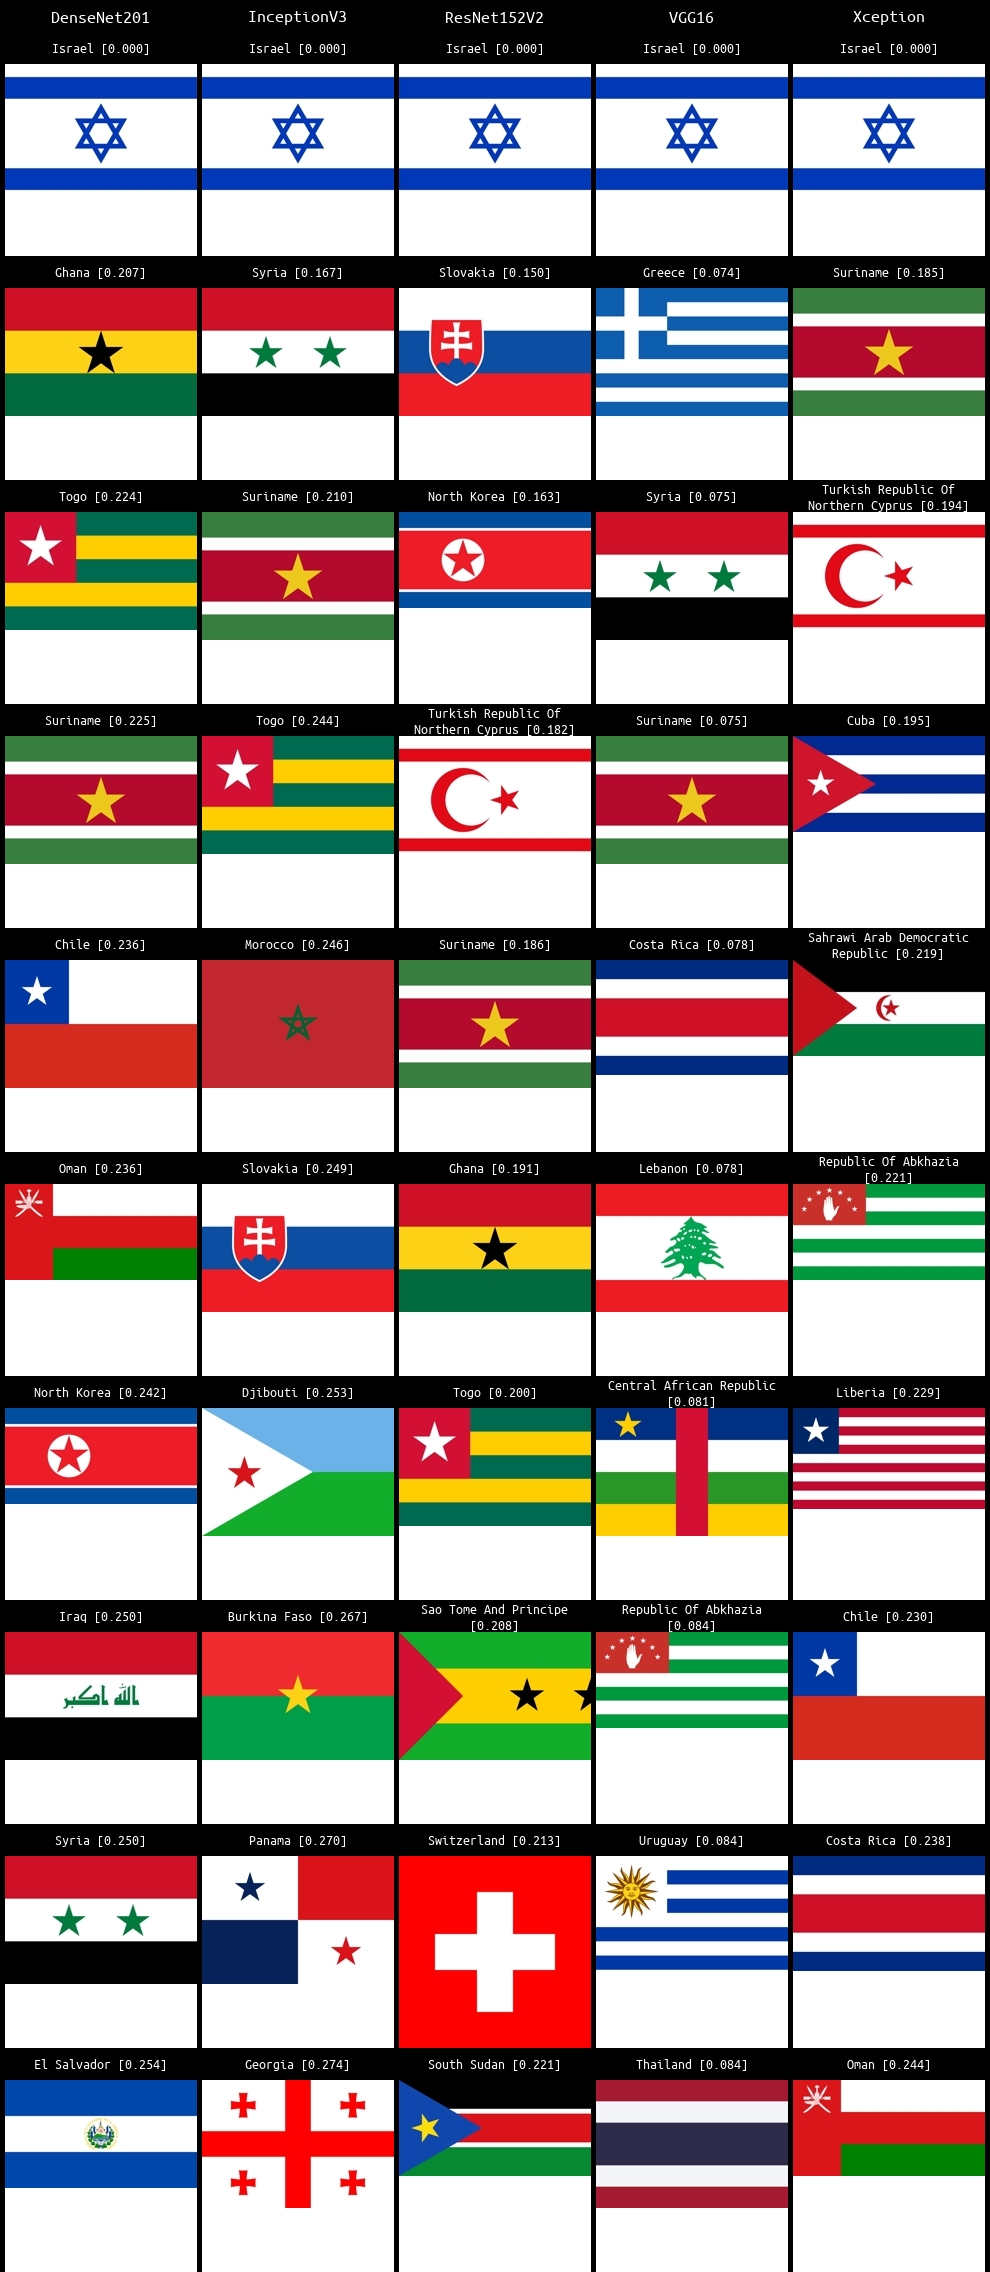 DenseNet201 InceptionV3 ResNet152V2 VGG16 Xception
Israel [0.000] Israel [0.000] Israel [0.000] Israel [0.000] Israel [0.000]
Ghana [0.207] Syria [0.167] Slovakia [0.150] Greece [0.074] Suriname [0.185]
Togo [0.224] Suriname [0.210] North Korea [0.163] Syria [0.075] Turkish Republic Of
Northern Cyprus [0.194]
Suriname [0.225] Togo [0.244] Turkish Republic Of
Northern Cyprus [0.182] Suriname [0.075] Cuba [0.195]
Chile [0.236] Morocco [0.246] Suriname [0.186] Costa Rica [0.078] Sahrawi Arab Democratic
Republic [0.219]
Oman [0.236] Slovakia [0.249] Ghana [0.191] Lebanon [0.078] Republic Of Abkhazia
[0.221]
North Korea [0.242] Djibouti [0.253] Togo [0.200] Central African Republic
[0.081] Liberia [0.229]
Iraq [0.250] Burkina Faso [0.267] Sao Tome And Principe
[0.208] Republic Of Abkhazia
[0.084] Chile [0.230]
الله اكبر
Syria [0.250] Panama [0.270] Switzerland [0.213] Uruguay [0.084] Costa Rica [0.238]
El Salvador [0.254] Georgia [0.274] South Sudan [0.221] Thailand [0.084] Oman [0.244]